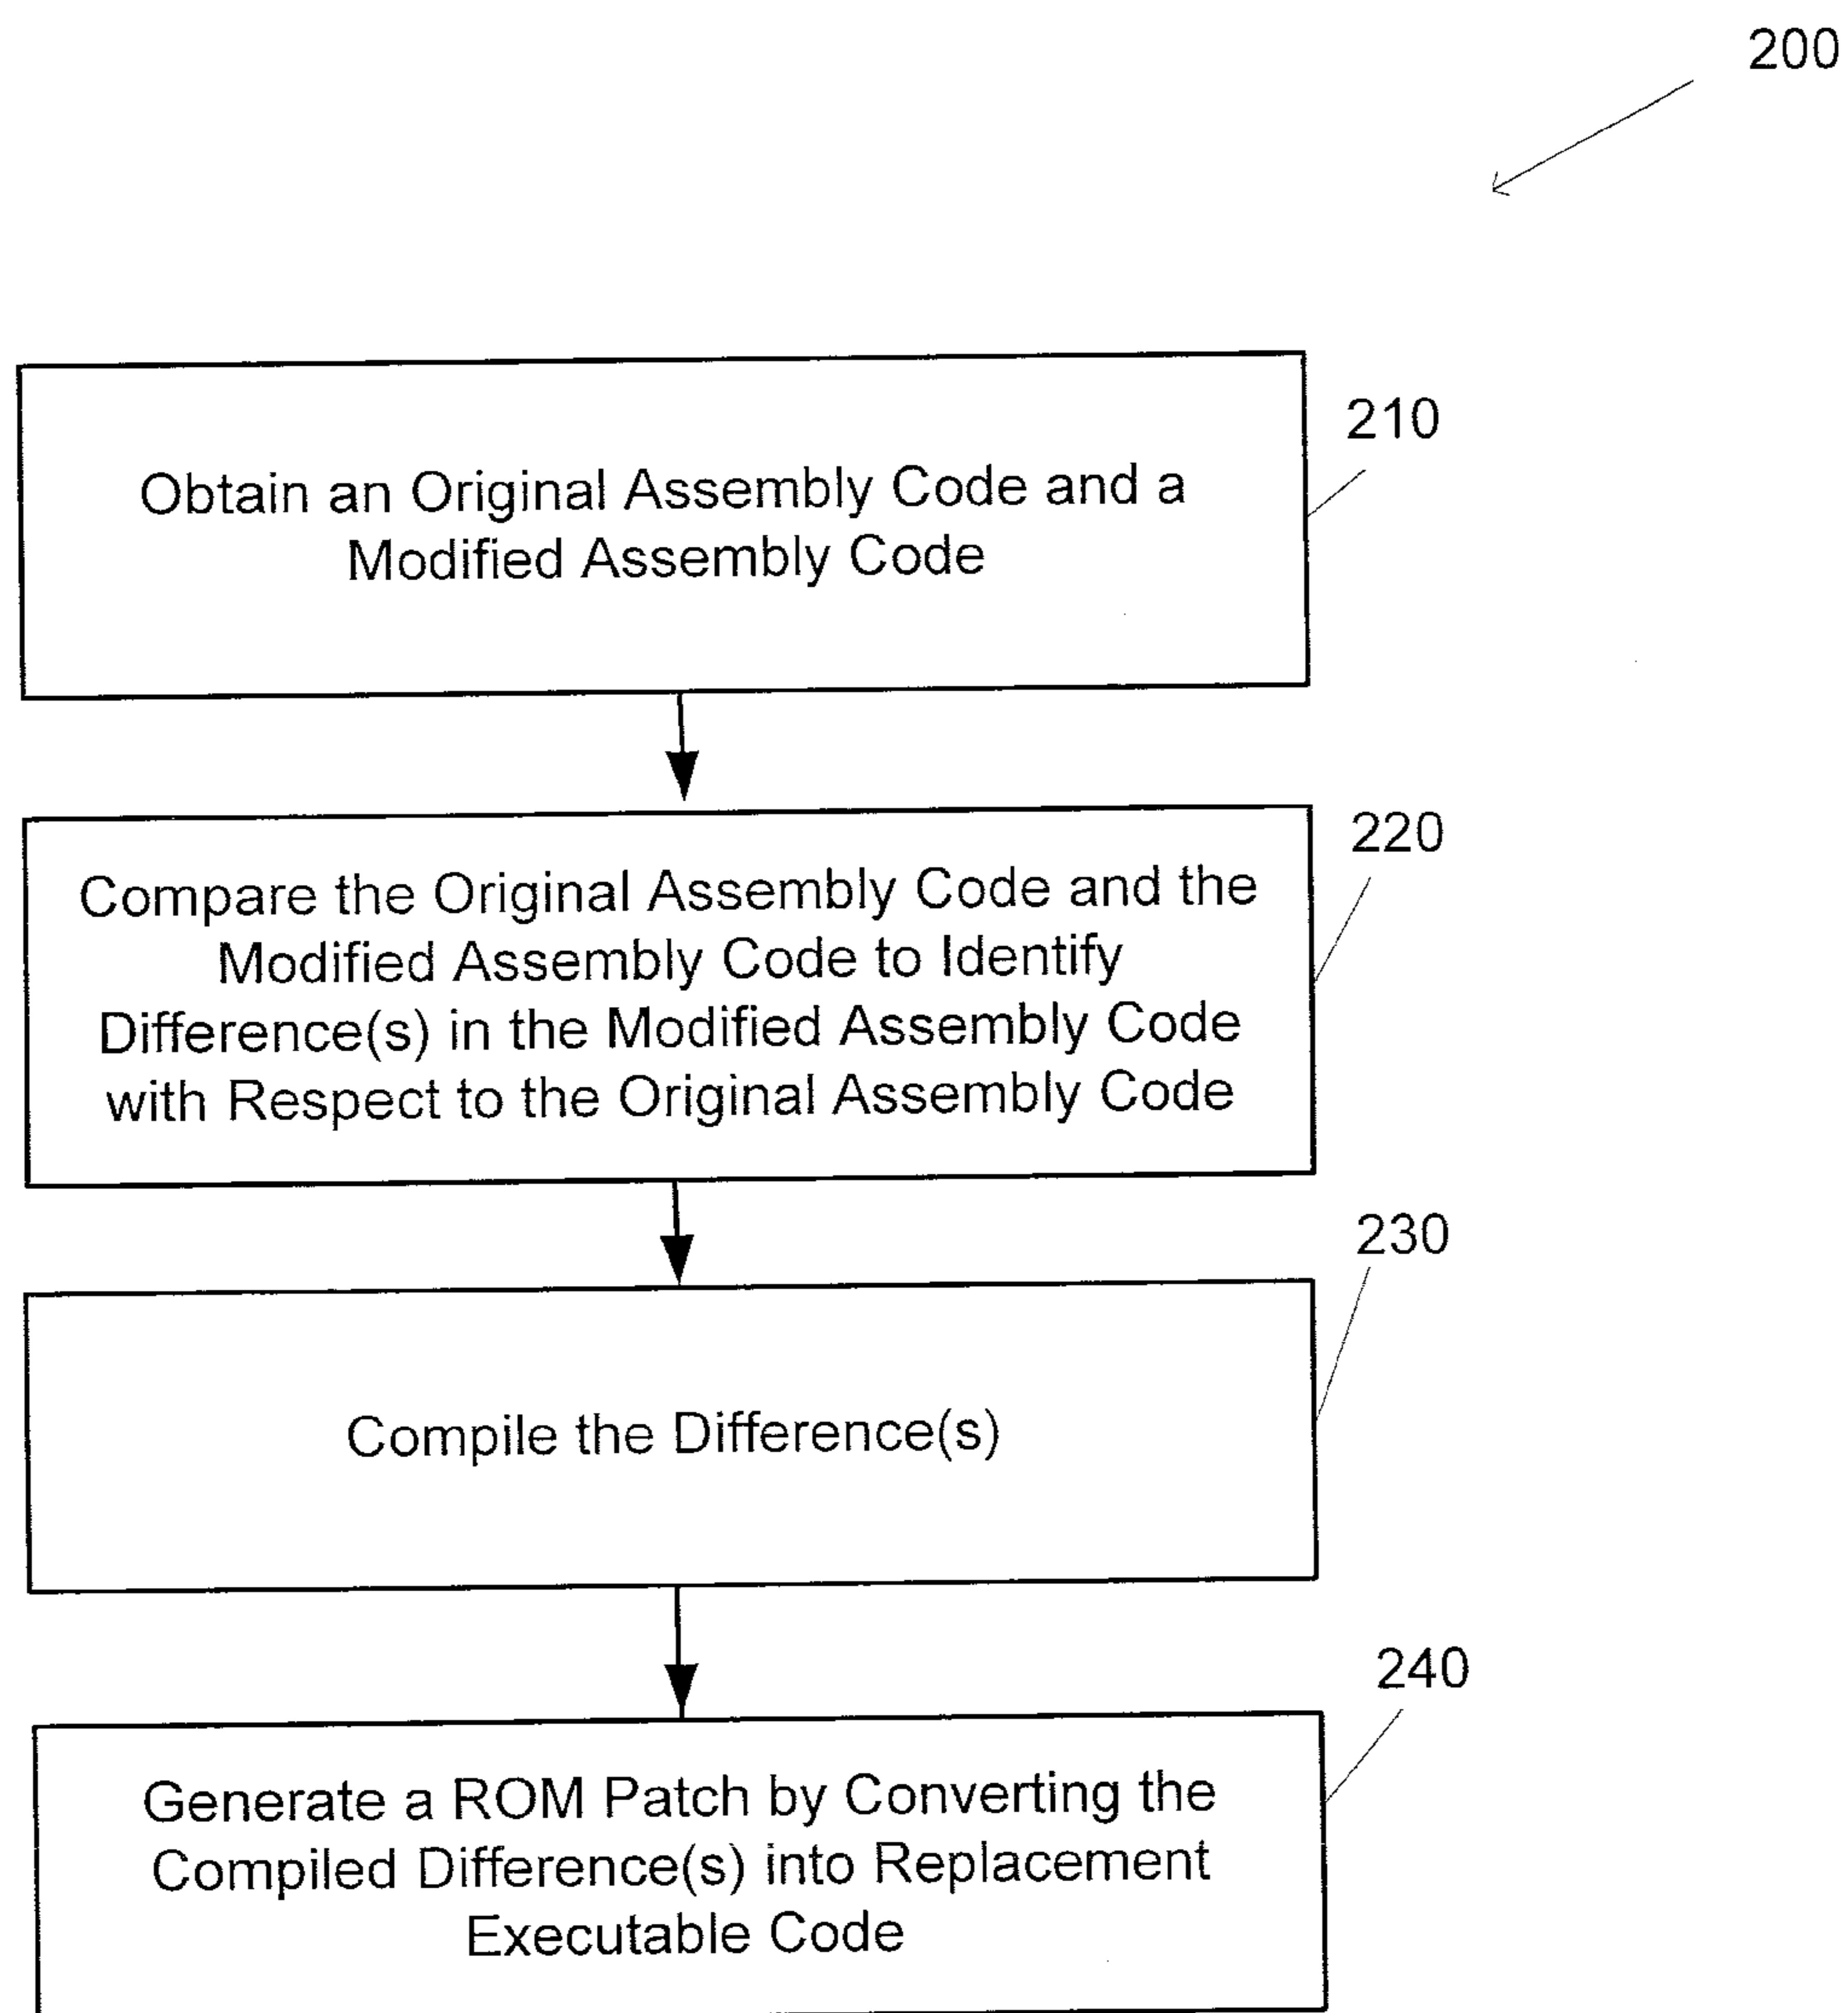 200
210
Obtain an Original Assembly Code and a
Modified Assembly Code
220
Compare the Original Assembly Code and the
Modified Assembly Code to Identify
Difference(s) in the Modified Assembly Code
with Respect to the Original Assembly Code
230
Compile the Difference(s)
240
Generate a ROM Patch by Converting the
Compiled Difference(s) into Replacement
Executable Code